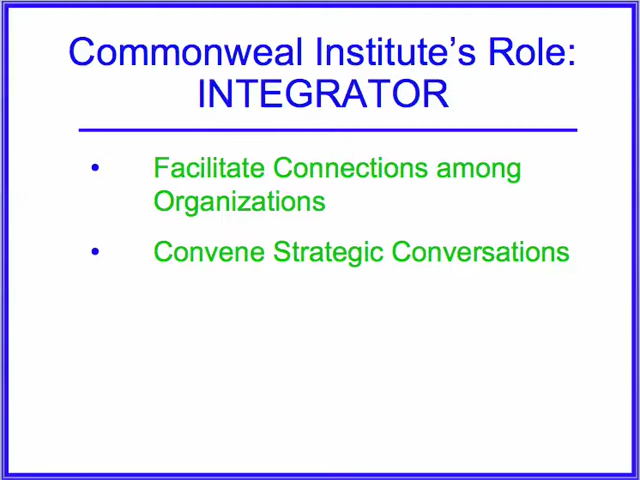 Commonweal Institute's Role:
INTEGRATOR
• Facilitate Connections among
Organizations
• Convene Strategic Conversations